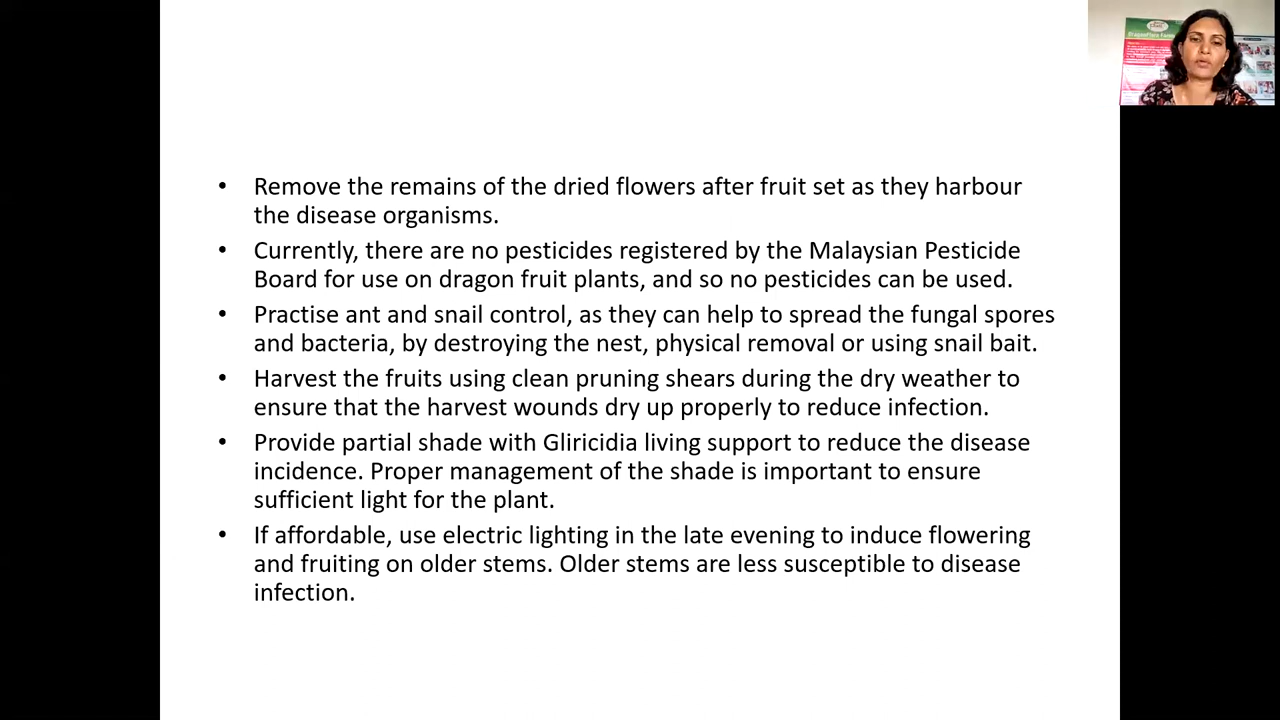 • Remove the remains of the dried flowers after fruit set as they harbour
the disease organisms.
• Currently, there are no pesticides registered by the Malaysian Pesticide
Board for use on dragon fruit plants, and so no pesticides can be used.
• Practise ant and snail control, as they can help to spread the fungal spores
and bacteria, by destroying the nest, physical removal or using snail bait.
• Harvest the fruits using clean pruning shears during the dry weather to
ensure that the harvest wounds dry up properly to reduce infection.
• Provide partial shade with Gliricidia living support to reduce the disease
incidence. Proper management of the shade is important to ensure
sufficient light for the plant.
• If affordable, use electric lighting in the late evening to induce flowering
and fruiting on older stems. Older stems are less susceptible to disease
infection.